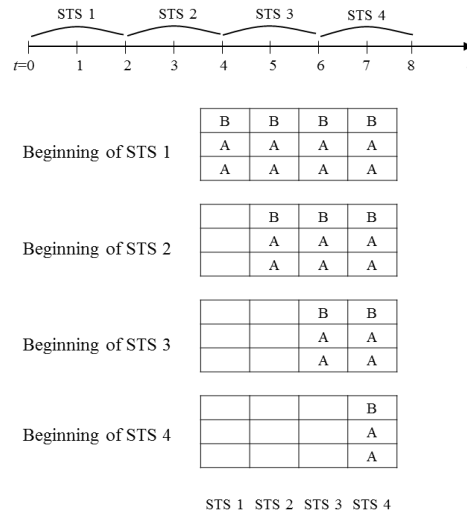 STS 1 STS 2 STS 3 STS 4
t=0 1 2 3 4 5 6 7 8
B B B B
A A A A
A A A A
Beginning of STS 1
B B B
A A A
A A A
Beginning of STS 2
B B
A A
A A
Beginning of STS 3
B
A
A
Beginning of STS 4
STS 1 STS 2 STS 3 STS 4